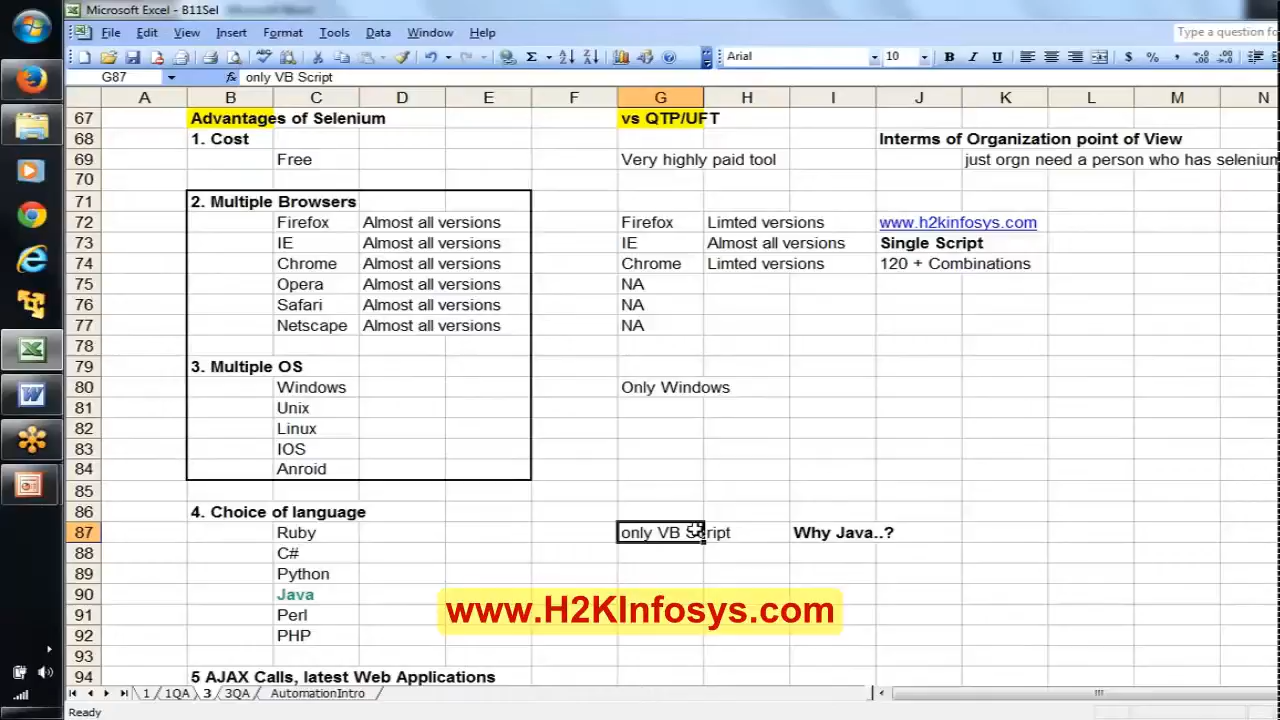 Microsoft Excel - B11Sel
File Edit View Insert Format Tools Data Window Help
Type a question f
Arial 10 B I U $ %
G87 fx only VB Script
A B C D E F G H I J K L M N
67 Advantages of Selenium vs QTP/UFT
68 1. Cost Interms of Organization point of View
69 Free Very highly paid tool just orgn need a person who has selenium
70
71 2. Multiple Browsers
72 Firefox Almost all versions Firefox Limted versions www.h2kinfosys.com
73 IE Almost all versions IE Almost all versions Single Script
74 Chrome Almost all versions Chrome Limted versions 120 + Combinations
75 Opera Almost all versions NA
76 Safari Almost all versions NA
77 Netscape Almost all versions NA
78
79 3. Multiple OS
80 Windows Only Windows
81 Unix
82 Linux
83 IOS
84 Anroid
85
86 4. Choice of language
87 Ruby only VB Script Why Java..?
88 C#
89 Python
90 Java
91 Perl
92 PHP
www.H2KInfosys.com
93
94 5 AJAX Calls, latest Web Applications
1 1QA 3 3QA AutomationIntro
Ready